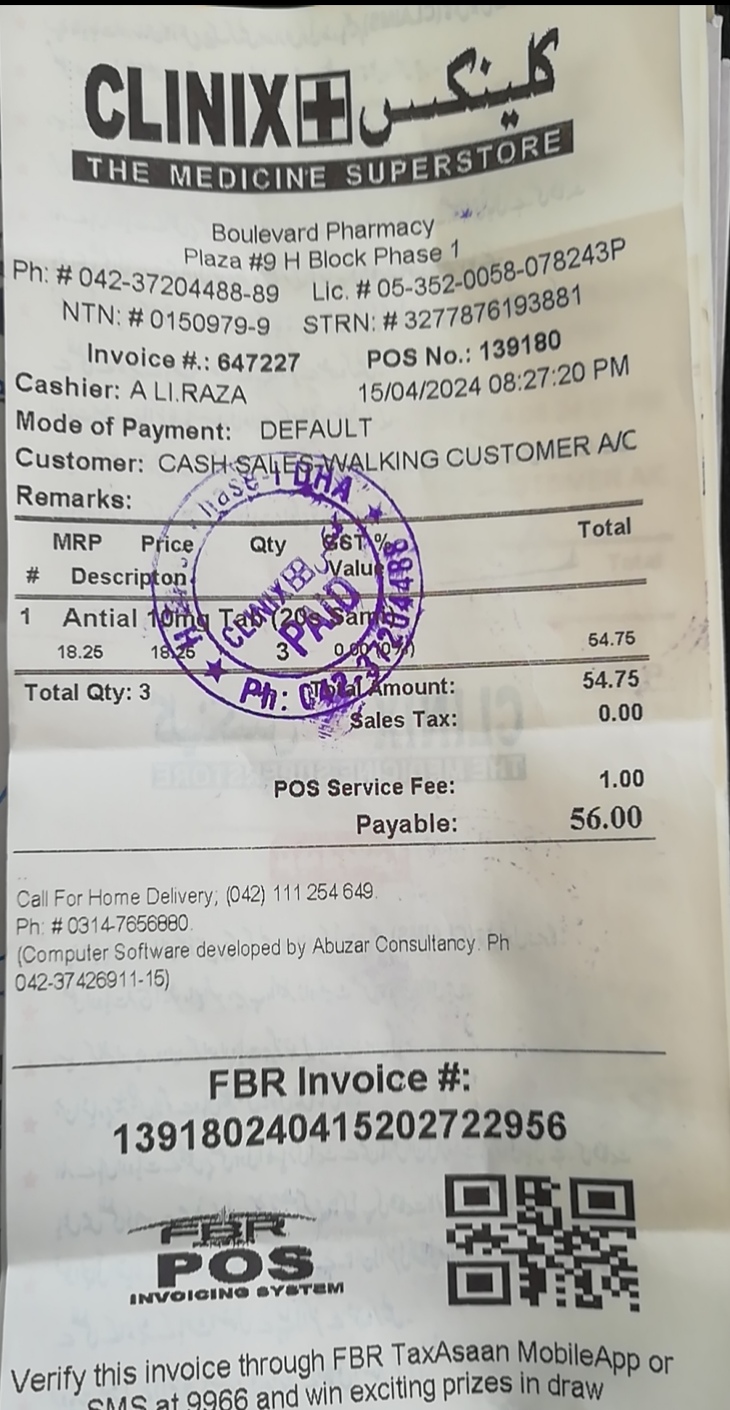 CLINIX کلینکس
THE MEDICINE SUPERSTORE
Boulevard Pharmacy
Plaza #9 H Block Phase 1
Ph: # 042-37204488-89 Lic. # 05-352-0058-078243P
NTN: # 0150979-9 STRN: # 3277876193881
Invoice #.: 647227 POS No.: 139180
Cashier: A LI.RAZA 15/04/2024 08:27:20 PM
Mode of Payment: DEFAULT
Customer: CASH SALES-WALKING CUSTOMER A/C
Remarks:
MRP Price Qty GST % Total
# Descripton Value
1 Antial 10mg Tab (20s Sami)
18.25 18.25 3 0.00 (0%) 54.75
Total Qty: 3 Total Amount: 54.75
Sales Tax: 0.00
POS Service Fee: 1.00
Payable: 56.00
hase-1 DHA
CLINIX
PAID
Ph: 042-37204488
Call For Home Delivery; (042) 111 254 649.
Ph: # 0314-7656880.
(Computer Software developed by Abuzar Consultancy. Ph
042-37426911-15)
FBR Invoice #:
139180240415202722956
FBR
POS
INVOICING SYSTEM
Verify this invoice through FBR TaxAsaan MobileApp or
SMS at 9966 and win exciting prizes in draw